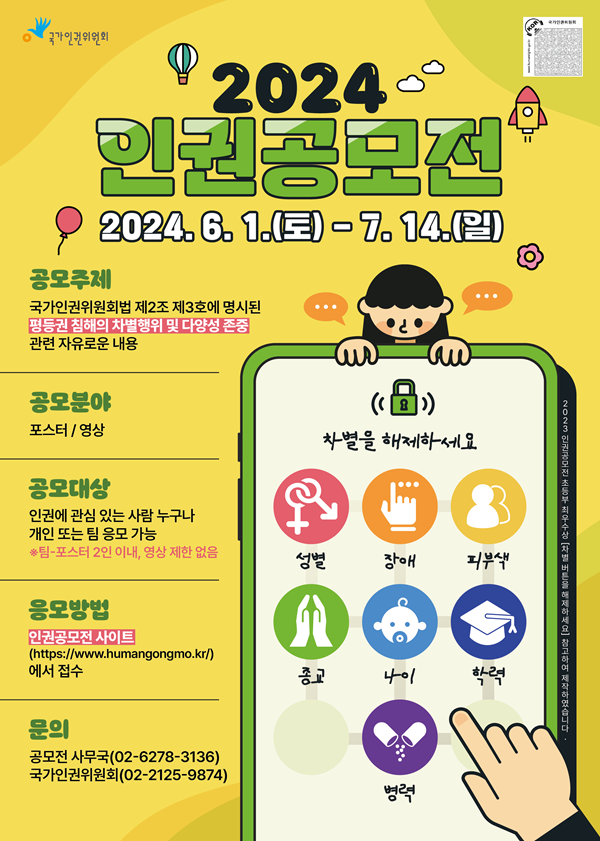 국가인권위원회
국가인권위원회
2024
인권공모전
2024. 6. 1.(토) - 7. 14.(일)
공모주제
국가인권위원회법 제2조 제3호에 명시된
평등권 침해의 차별행위 및 다양성 존중
관련 자유로운 내용
공모분야
포스터 / 영상
공모대상
인권에 관심 있는 사람 누구나
개인 또는 팀 응모 가능
※팀-포스터 2인 이내, 영상 제한 없음
응모방법
인권공모전 사이트
(https://www.humangongmo.kr/)
에서 접수
문의
공모전 사무국(02-6278-3136)
국가인권위원회(02-2125-9874)
차별을 해제하세요
성별
장애
피부색
종교
나이
학력
병력
2023 인권공모전 초등부 최우수상 [차별 버튼을 해제하세요] 참고하여 제작하였습니다.